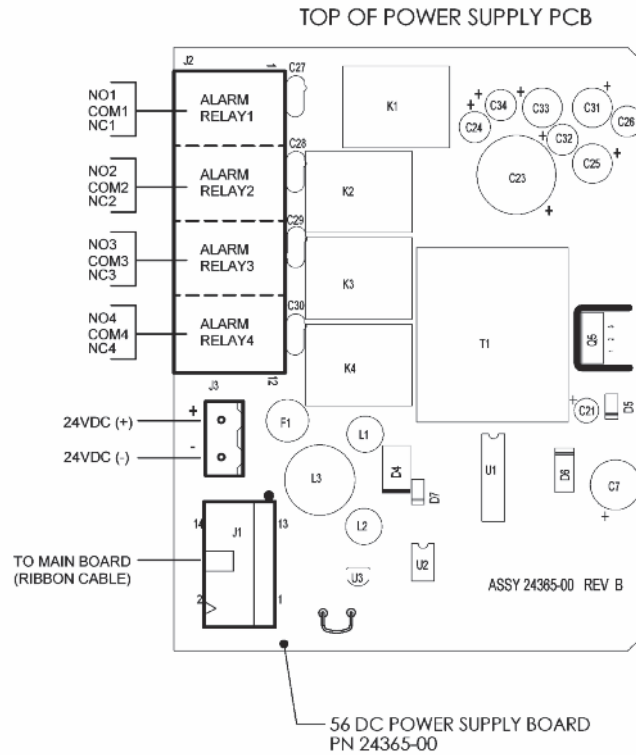 TOP OF POWER SUPPLY PCB
J2
1
C27
NO1
COM1
NC1
ALARM
RELAY1
K1
C34
C33
C31
C24
C32
C26
C25
C23
C28
NO2
COM2
NC2
ALARM
RELAY2
K2
C29
NO3
COM3
NC3
ALARM
RELAY3
K3
C30
NO4
COM4
NC4
ALARM
RELAY4
K4
T1
Q6
12
J3
+
24VDC (+)
-
24VDC (-)
F1
L1
C21
D5
L3
D4
D7
U1
D6
C7
L2
14
J1
13
TO MAIN BOARD
(RIBBON CABLE)
2
1
U3
U2
ASSY 24365-00 REV B
56 DC POWER SUPPLY BOARD
PN 24365-00